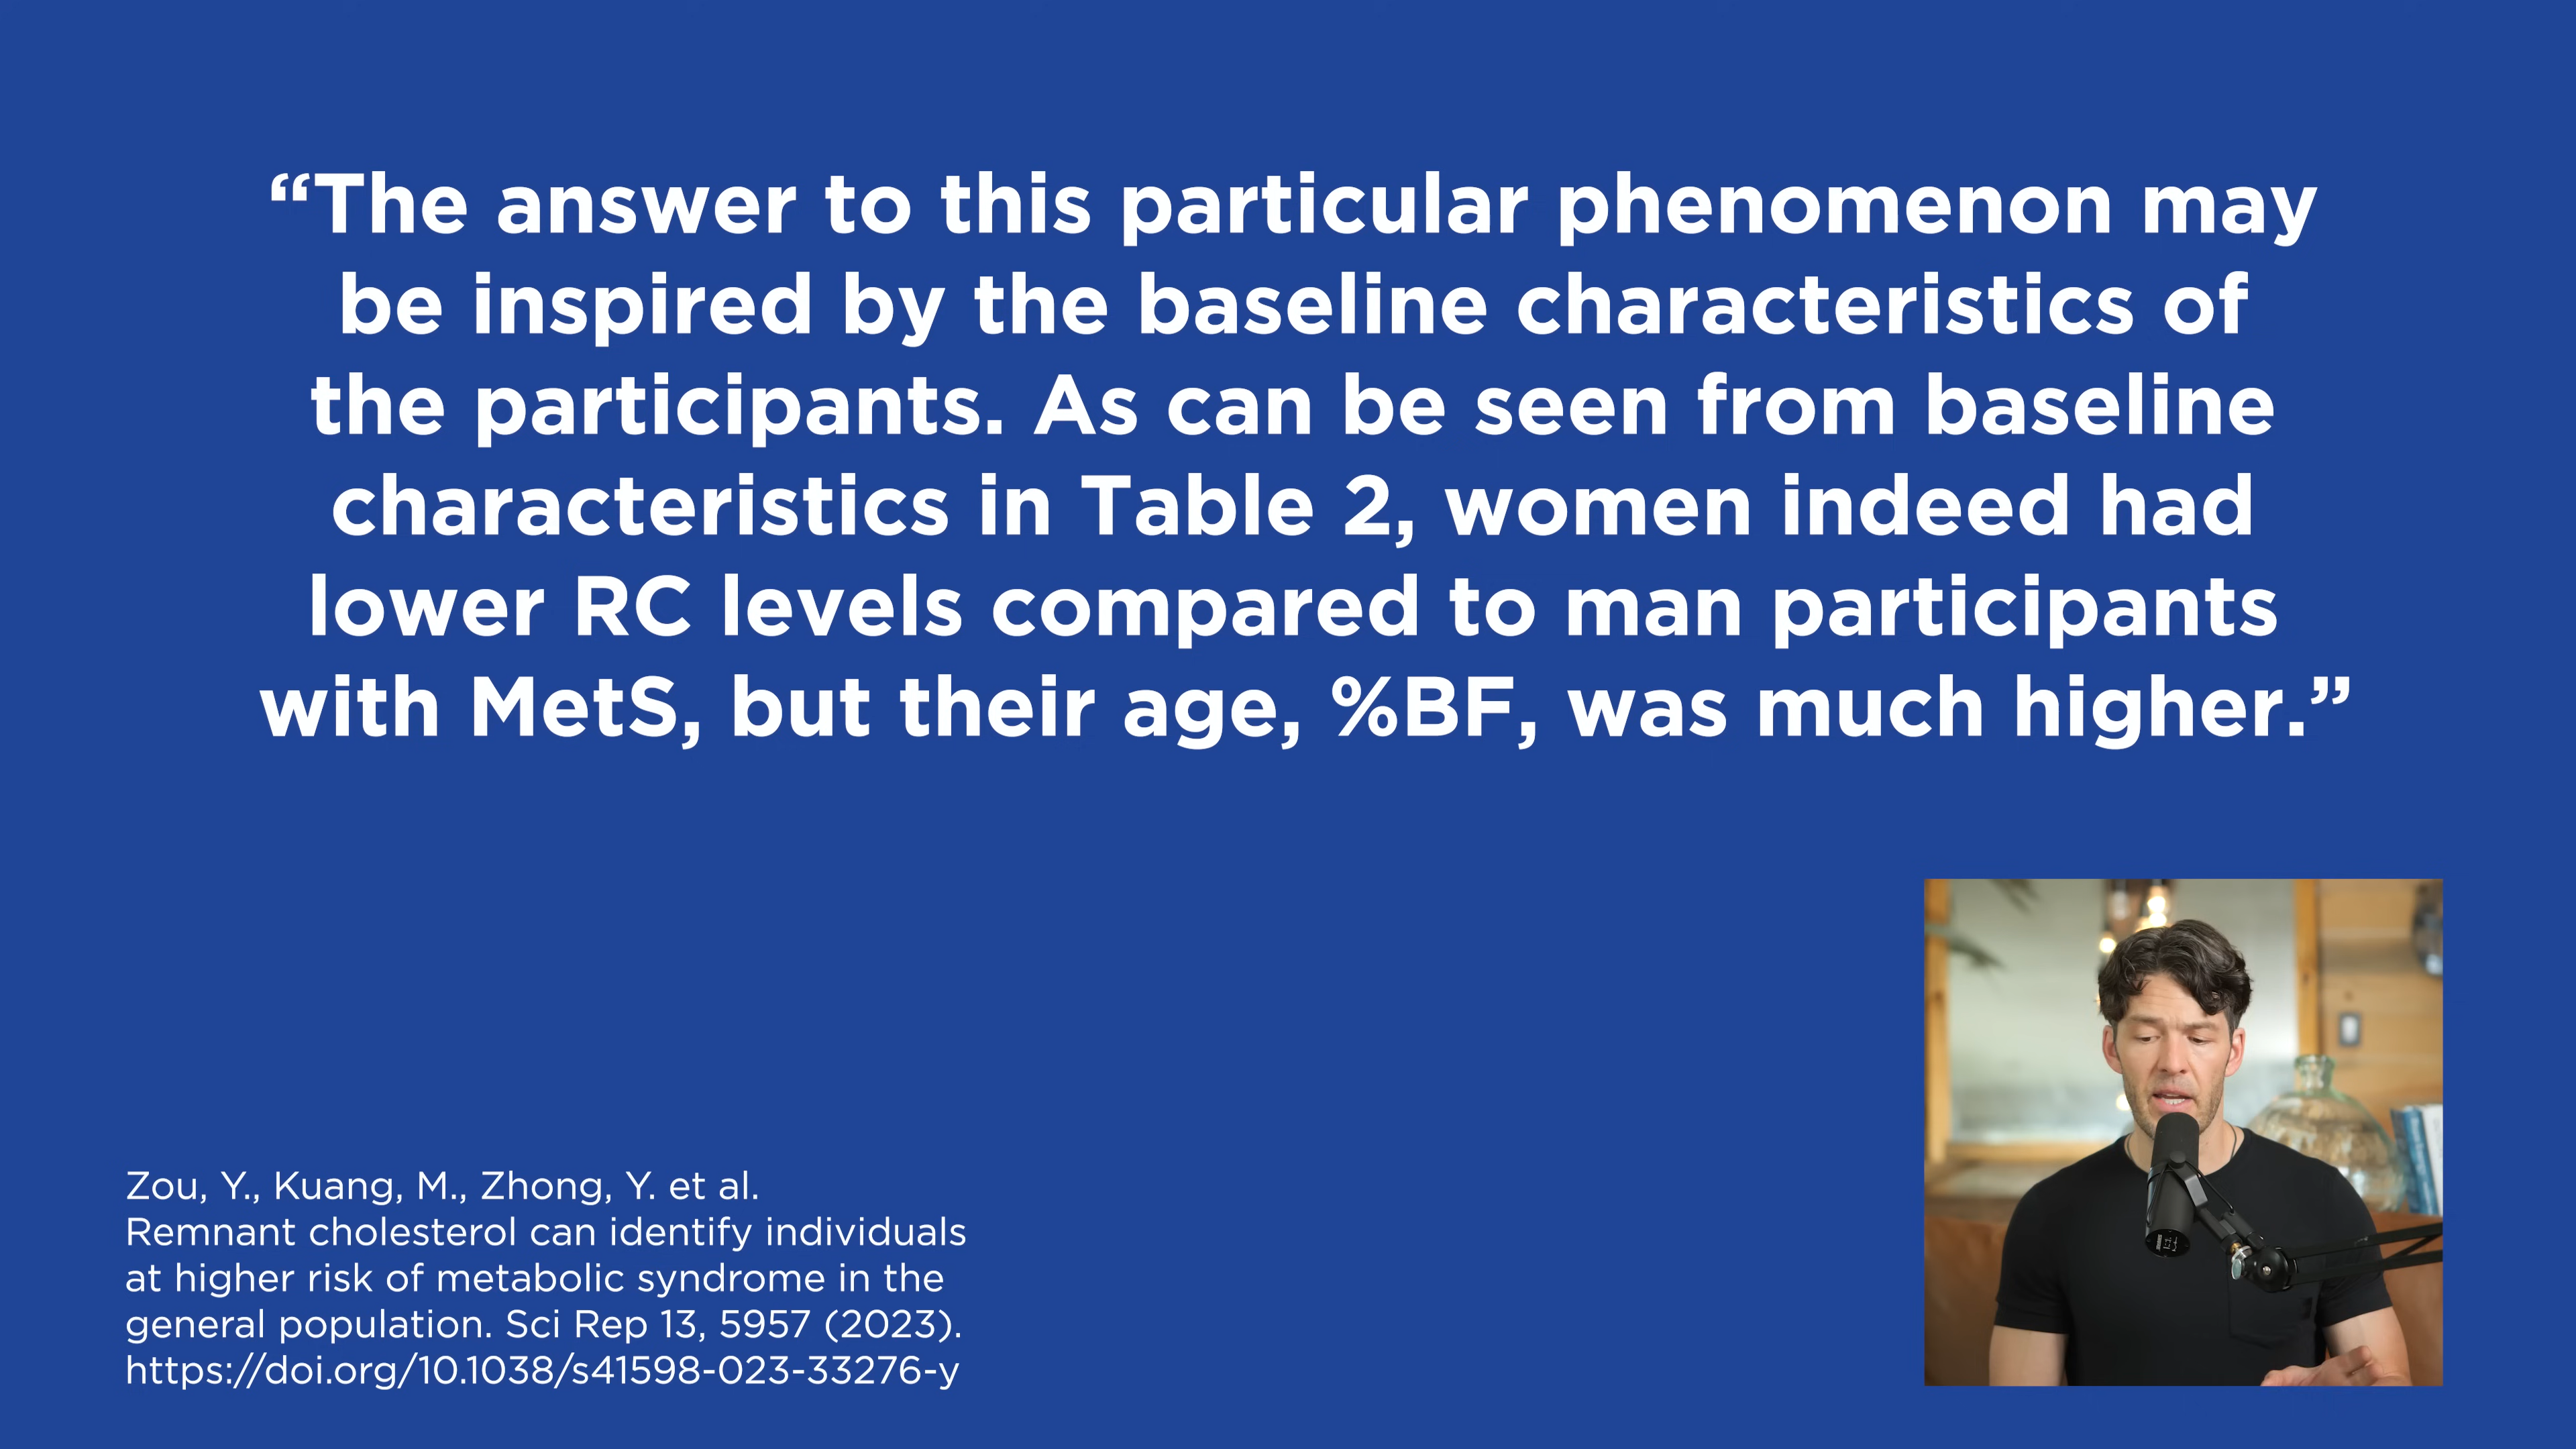 “The answer to this particular phenomenon may
be inspired by the baseline characteristics of
the participants. As can be seen from baseline
characteristics in Table 2, women indeed had
lower RC levels compared to man participants
with MetS, but their age, %BF, was much higher.”
Zou, Y., Kuang, M., Zhong, Y. et al.
Remnant cholesterol can identify individuals
at higher risk of metabolic syndrome in the
general population. Sci Rep 13, 5957 (2023).
https://doi.org/10.1038/s41598-023-33276-y